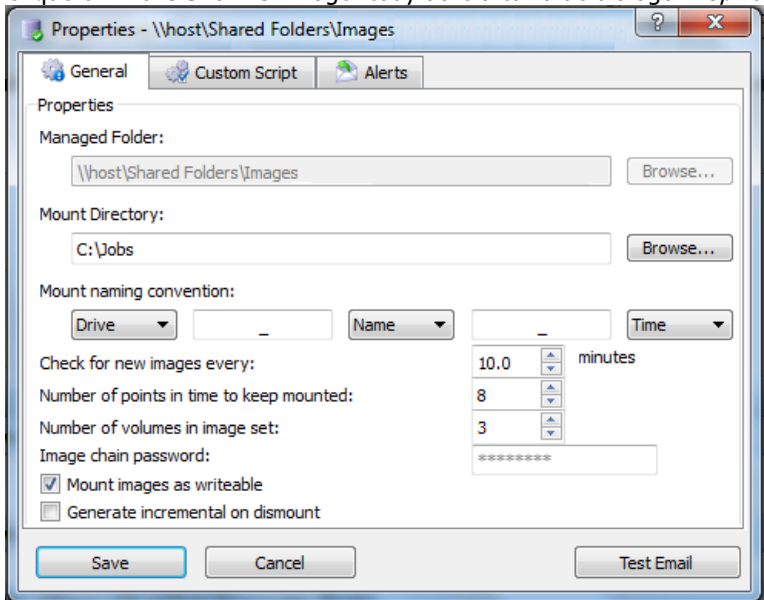 Properties - \\host\Shared Folders\Images
General Custom Script Alerts
Properties
Managed Folder:
\\host\Shared Folders\Images Browse...
Mount Directory:
C:\Jobs Browse...
Mount naming convention:
Drive _ Name _ Time
Check for new images every: 10.0 minutes
Number of points in time to keep mounted: 8
Number of volumes in image set: 3
Image chain password: ********
Mount images as writeable
Generate incremental on dismount
Save Cancel Test Email